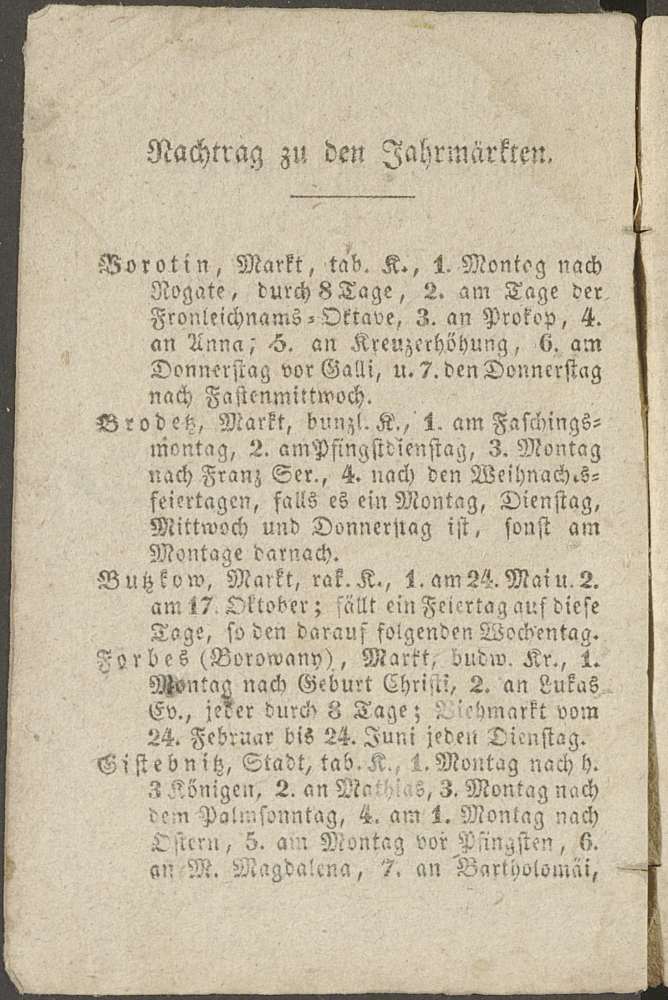 Nachtrag zu den Jahrmärkten.
Borotin, Markt, tab. K., 1. Montog nach
Rogate, durch 8 Tage, 2. am Tage der
Fronleichnams=Oktave, 3. an Prokop, 4.
an Anna; 5. an Kreuzerhöhung, 6. am
Donnerstag vor Galli, u. 7. den Donnerstag
nach Fastenmittwoch.
Brodetz, Markt, bunzl. K., 1. am Faschings=
montag, 2. am Pfingstdienstag, 3. Montag
nach Franz Ser., 4. nach den Weihnachts=
feiertagen, falls es ein Montag, Dienstag,
Mittwoch und Donnerstag ist, sonst am
Montage darnach.
Butzkow, Markt, rak. K., 1. am 24. Mai u. 2.
am 17. Oktober; fällt ein Feiertag auf diese
Tage, so den darauf folgenden Wochentag.
Forbes (Borowany), Markt, budw. Kr., 1.
Montag nach Geburt Christi, 2. an Lukas
Ev., jeder durch 8 Tage; Viehmarkt vom
24. Februar bis 24. Juni jeden Dienstag.
Gistebnitz, Stadt, tab. K., 1. Montag nach h.
3 Königen, 2. an Mathias, 3. Montag nach
dem Palmsonntag, 4. am 1. Montag nach
Ostern, 5. am Montag vor Pfingsten, 6.
an M. Magdalena, 7. an Bartholomäi,